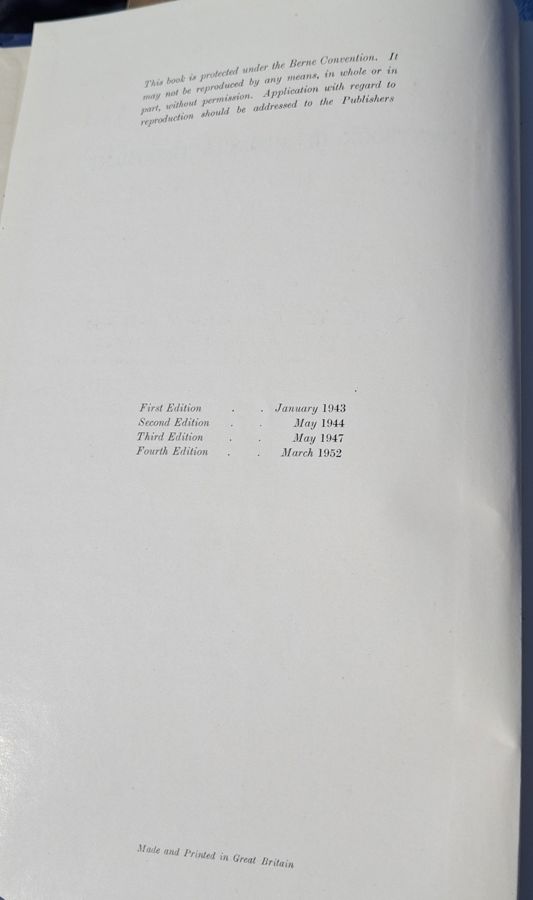 This book is protected under the Berne Convention. It
may not be reproduced by any means, in whole or in
part, without permission. Application with regard to
reproduction should be addressed to the Publishers
First Edition . . January 1943
Second Edition . . May 1944
Third Edition . . May 1947
Fourth Edition . . March 1952
Made and Printed in Great Britain